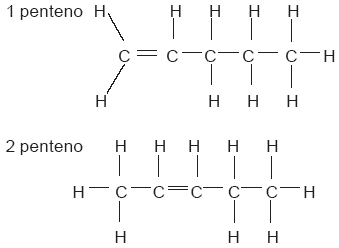 1 penteno H H H H H
C = C — C — C — C — H
H H H H
2 penteno H H H H H
H — C — C = C — C — C — H
H H H